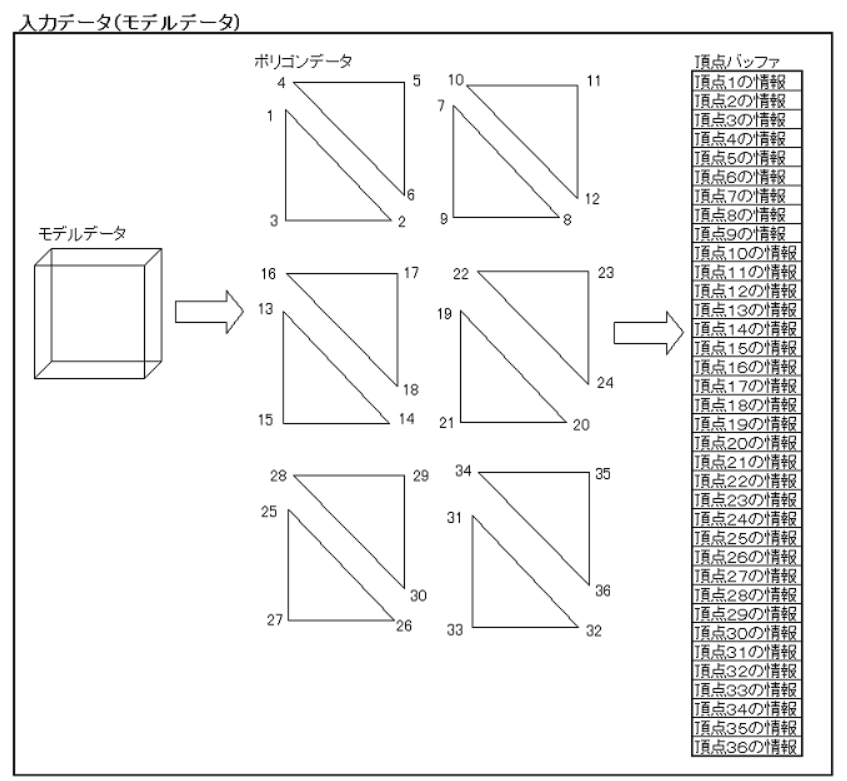 入力データ(モデルデータ)
ポリゴンデータ
頂点バッファ
モデルデータ
4 5
1
6
3 2
10 11
7
12
9 8
16 17
13
18
15 14
22 23
19
24
21 20
28 29
25
30
27 26
34 35
31
36
33 32
頂点1の情報
頂点2の情報
頂点3の情報
頂点4の情報
頂点5の情報
頂点6の情報
頂点7の情報
頂点8の情報
頂点9の情報
頂点10の情報
頂点11の情報
頂点12の情報
頂点13の情報
頂点14の情報
頂点15の情報
頂点16の情報
頂点17の情報
頂点18の情報
頂点19の情報
頂点20の情報
頂点21の情報
頂点22の情報
頂点23の情報
頂点24の情報
頂点25の情報
頂点26の情報
頂点27の情報
頂点28の情報
頂点29の情報
頂点30の情報
頂点31の情報
頂点32の情報
頂点33の情報
頂点34の情報
頂点35の情報
頂点36の情報